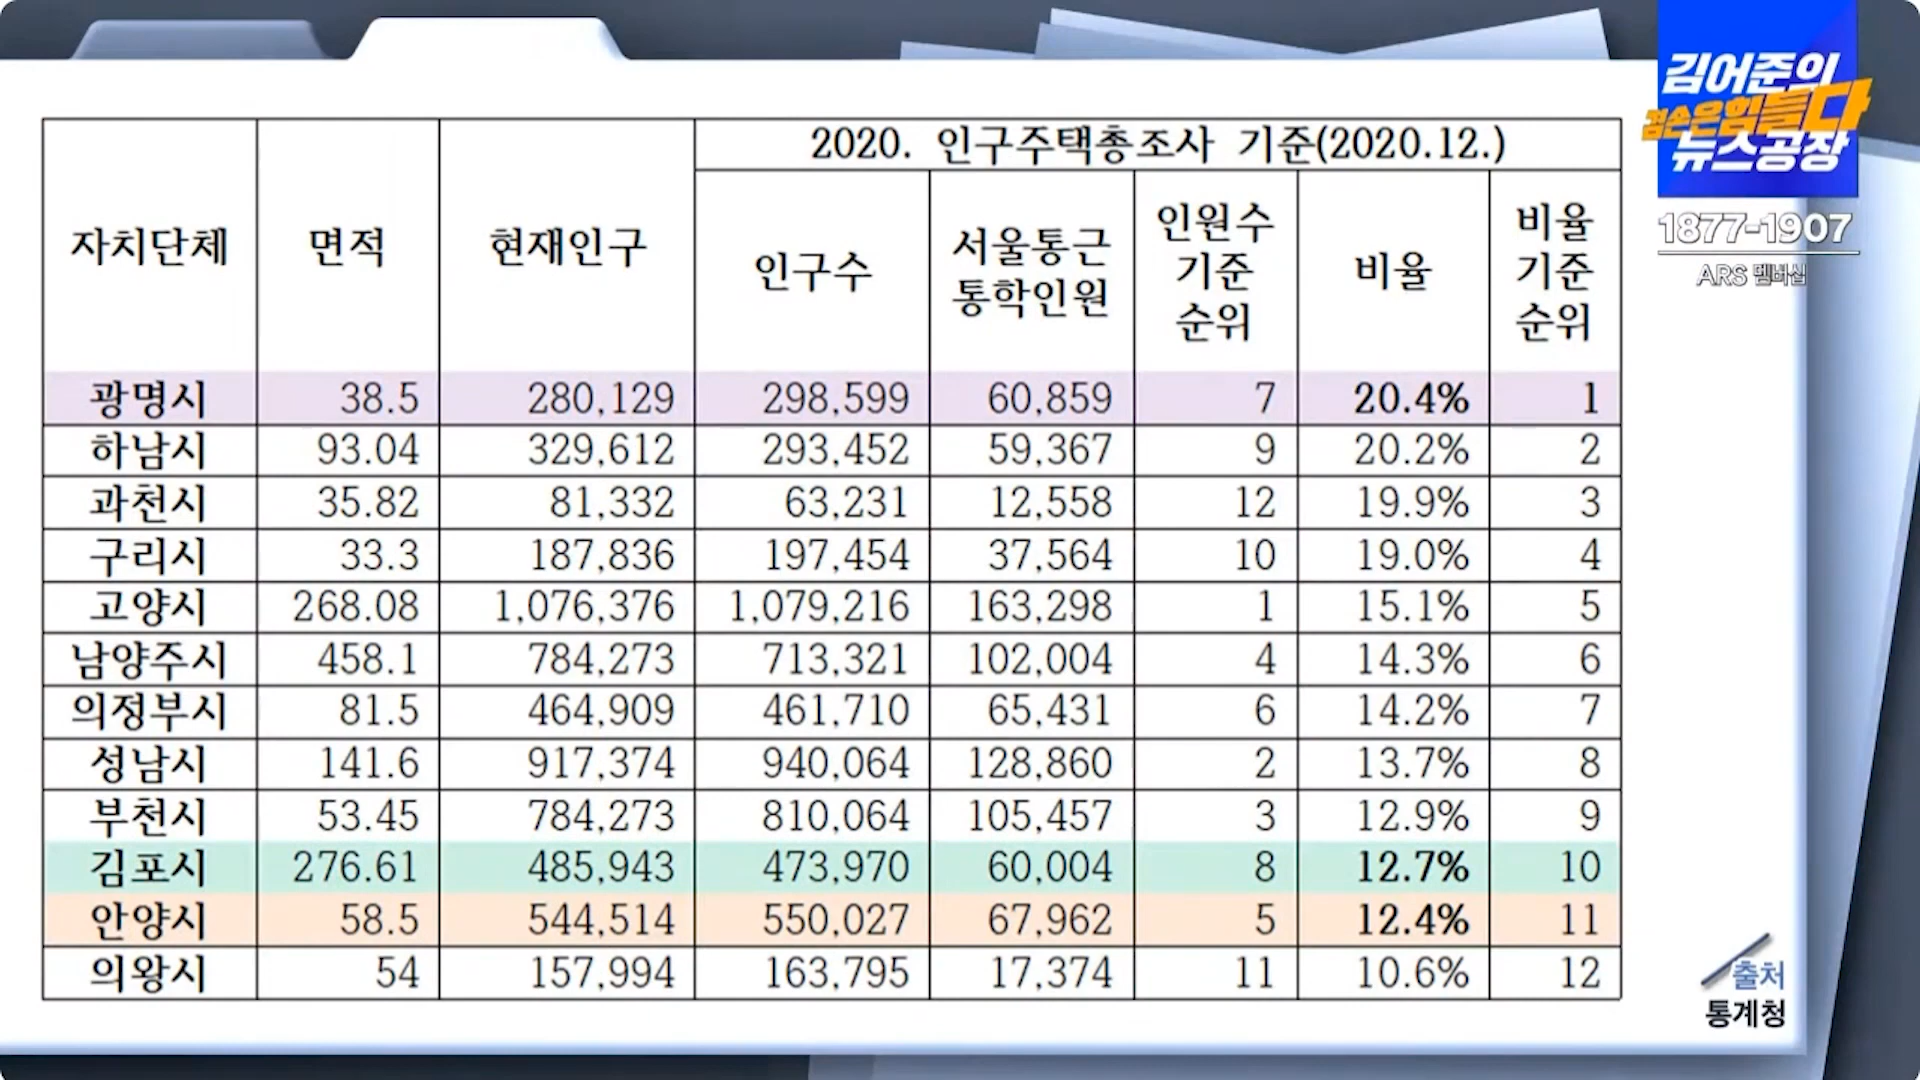 김어준의
겸손은힘들다
뉴스공장
1877-1907
ARS 멤버십
2020. 인구주택총조사 기준(2020.12.)
자치단체 면적 현재인구 인구수 서울통근 통학인원 인원수 기준 순위 비율 비율 기준 순위
광명시 38.5 280,129 298,599 60,859 7 20.4% 1
하남시 93.04 329,612 293,452 59,367 9 20.2% 2
과천시 35.82 81,332 63,231 12,558 12 19.9% 3
구리시 33.3 187,836 197,454 37,564 10 19.0% 4
고양시 268.08 1,076,376 1,079,216 163,298 1 15.1% 5
남양주시 458.1 784,273 713,321 102,004 4 14.3% 6
의정부시 81.5 464,909 461,710 65,431 6 14.2% 7
성남시 141.6 917,374 940,064 128,860 2 13.7% 8
부천시 53.45 784,273 810,064 105,457 3 12.9% 9
김포시 276.61 485,943 473,970 60,004 8 12.7% 10
안양시 58.5 544,514 550,027 67,962 5 12.4% 11
의왕시 54 157,994 163,795 17,374 11 10.6% 12
출처
통계청